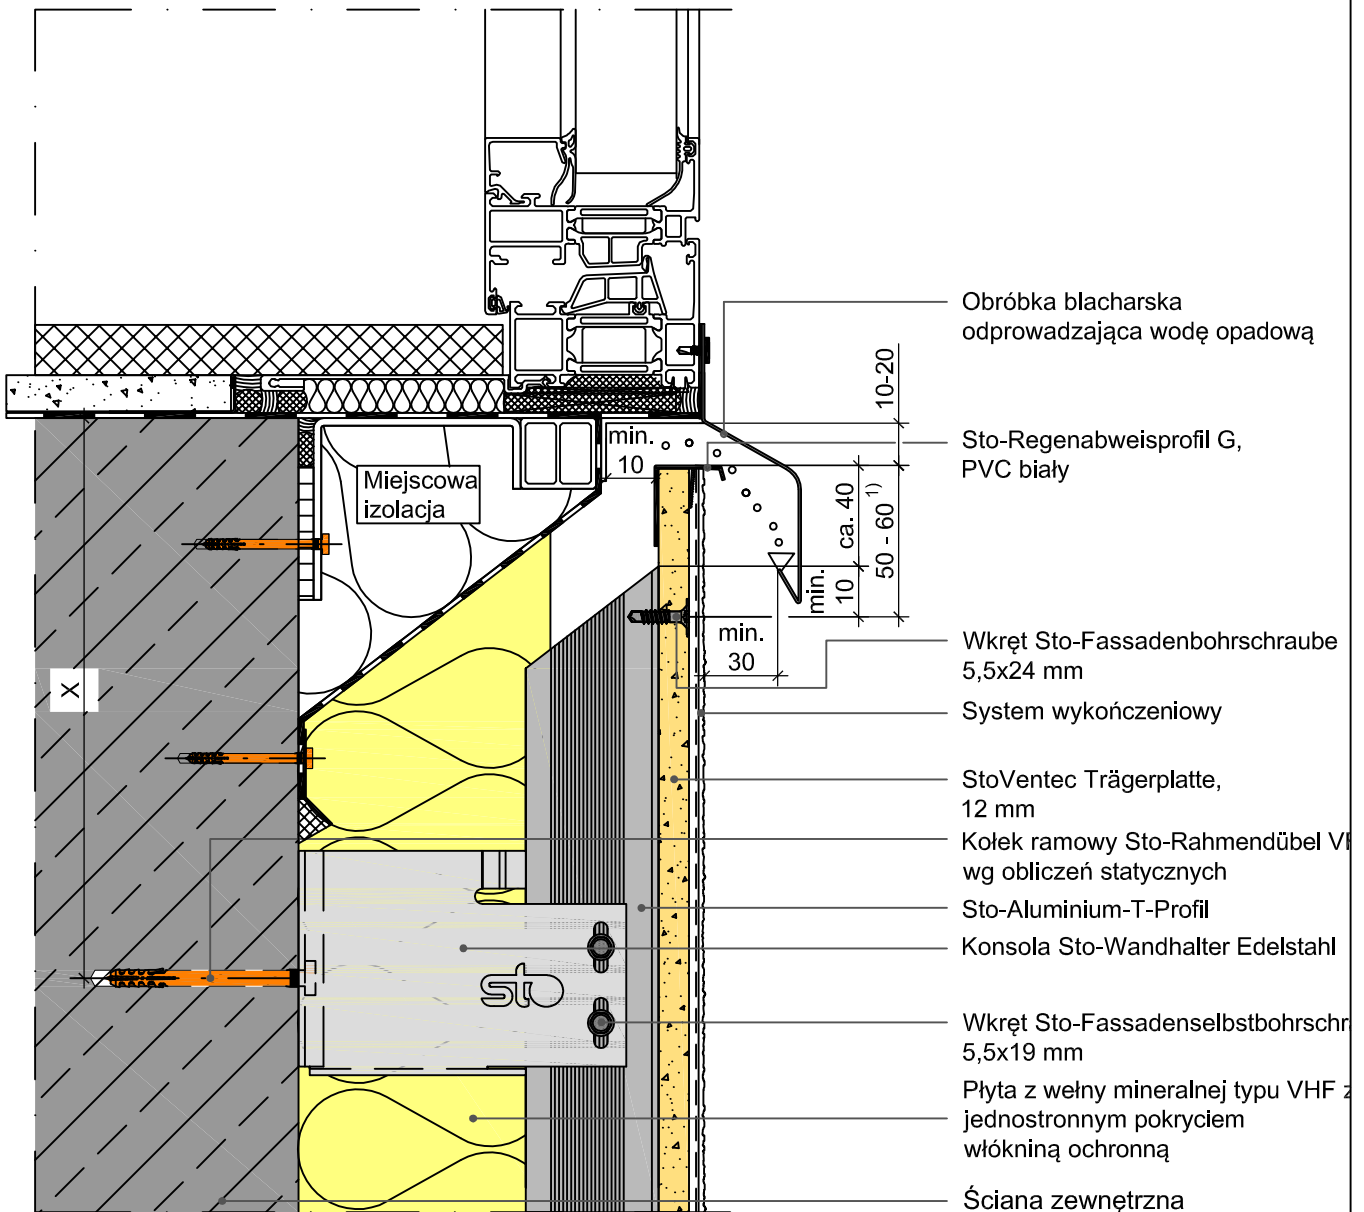 Obróbka blacharska
odprowadzająca wodę opadową
10-20
Sto-Regenabweisprofil G,
PVC biały
min.
10
Miejscowa
izolacja
ca. 40
50 - 60 1)
min.
10
min.
30
Wkręt Sto-Fassadenbohrschraube
5,5x24 mm
X
System wykończeniowy
StoVentec Trägerplatte,
12 mm
Kołek ramowy Sto-Rahmendübel
wg obliczeń statycznych
Sto-Aluminium-T-Profil
Konsola Sto-Wandhalter Edelstahl
sto
Wkręt Sto-Fassadenselbstbohrschr
5,5x19 mm
Płyta z wełny mineralnej typu VHF z
jednostronnym pokryciem
włókniną ochronną
Ściana zewnętrzna